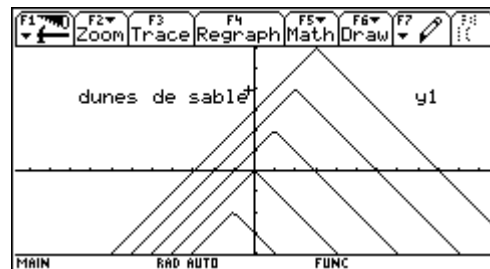 F1 F2 Zoom F3 Trace F4 Regraph F5 Math F6 Draw F7
dunes de sable y1
MAIN RAD AUTO FUNC